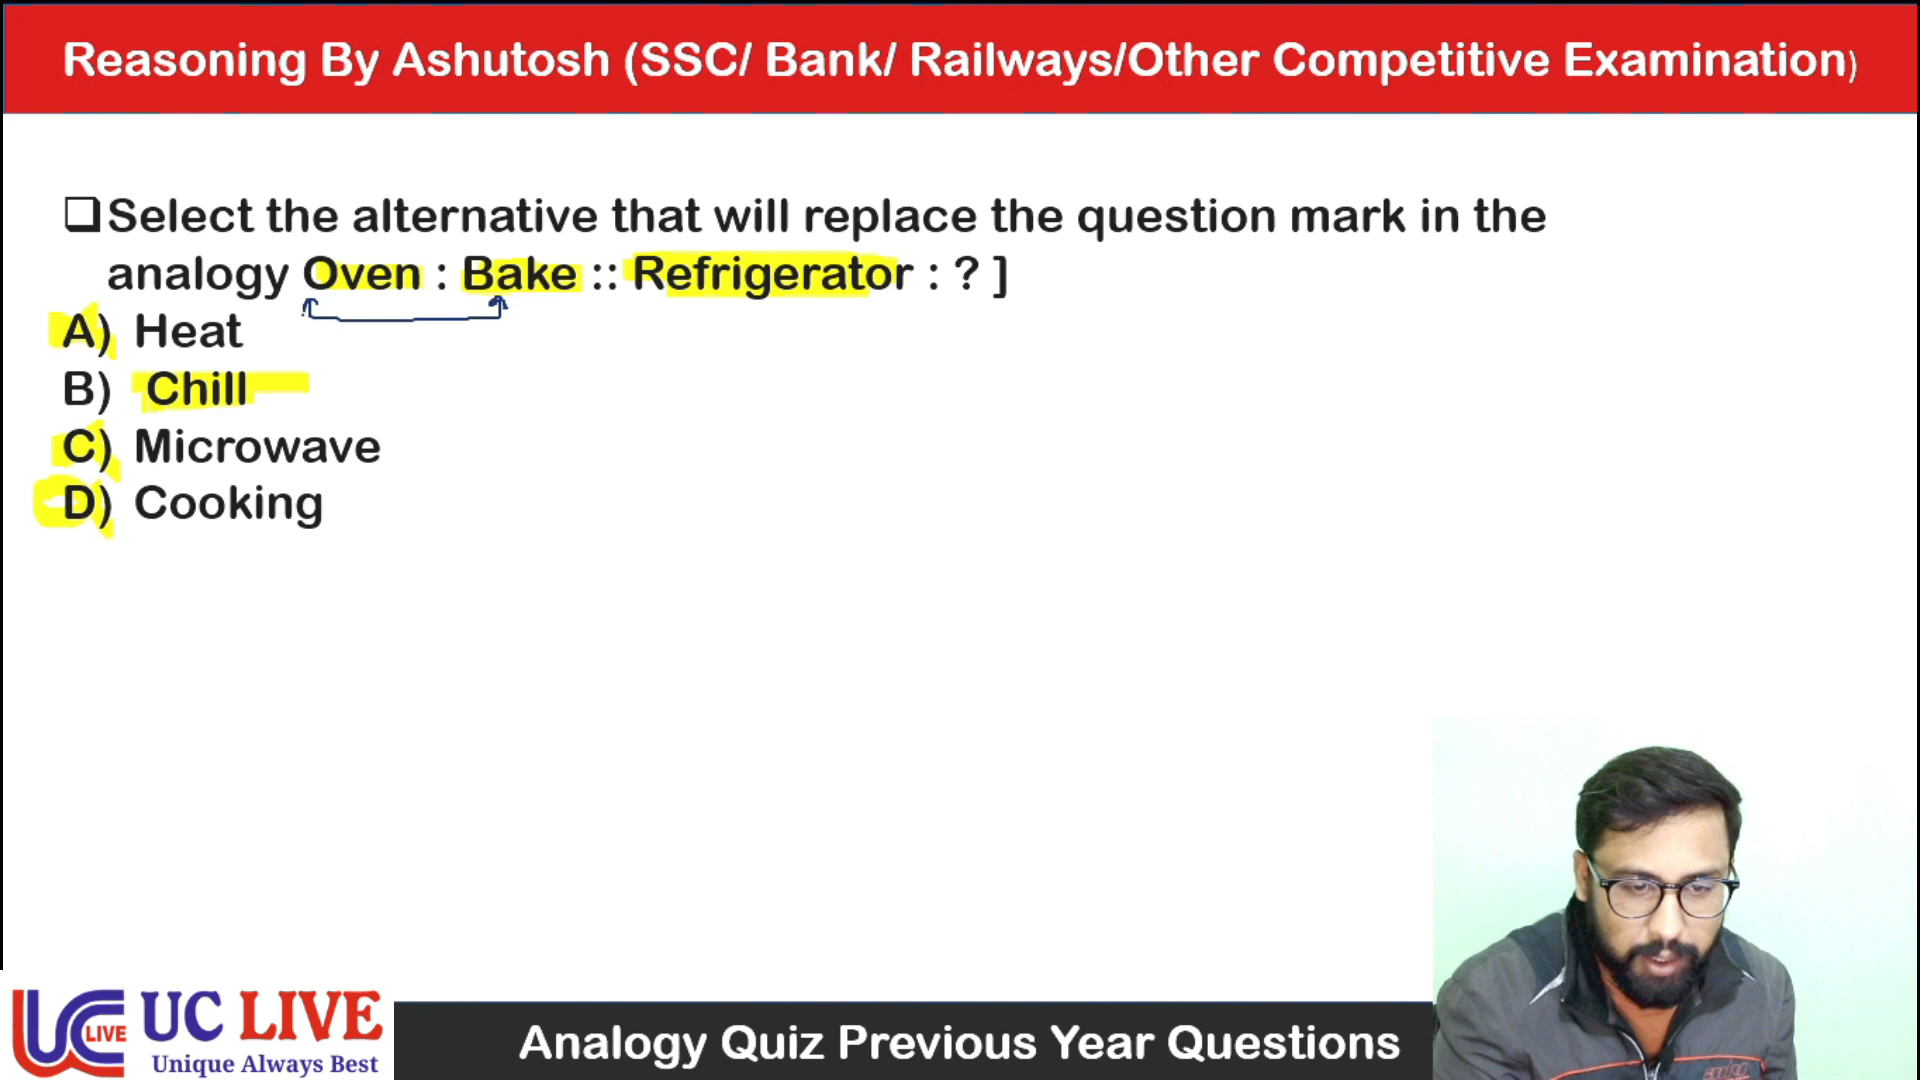 Reasoning By Ashutosh (SSC/ Bank/ Railways/Other Competitive Examination)
❑Select the alternative that will replace the question mark in the
analogy Oven : Bake :: Refrigerator : ? ]
A) Heat
B) Chill
C) Microwave
D) Cooking
LIVE
UC LIVE
Unique Always Best
Analogy Quiz Previous Year Questions